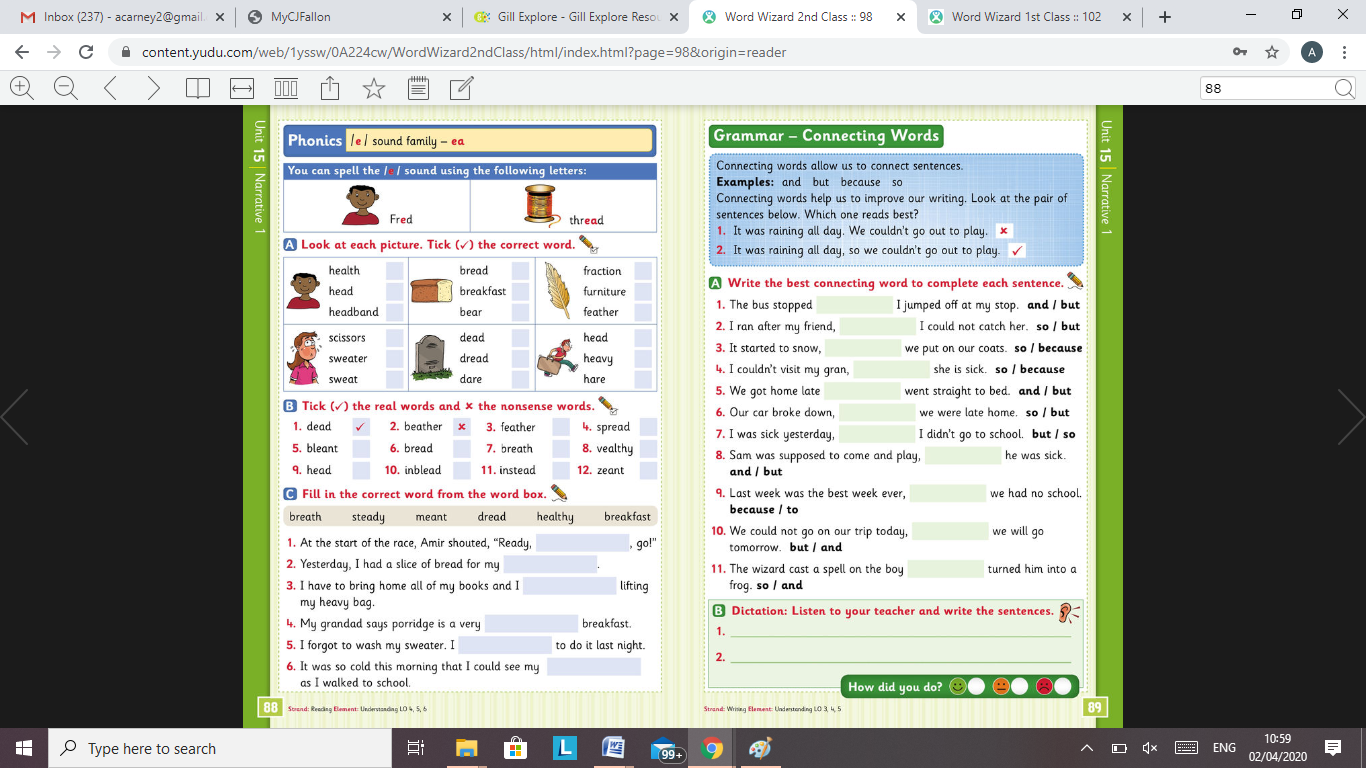 Inbox (237) - acarney2@gmail.
MyCJFallon
Gill Explore - Gill Explore Resou
Word Wizard 2nd Class :: 98
Word Wizard 1st Class :: 102
content.yudu.com/web/1yssw/0A224cw/WordWizard2ndClass/html/index.html?page=98&origin=reader
A
88
Unit 15 | Narrative 1
Phonics /e/ sound family – ea
You can spell the /e/ sound using the following letters:
Fred thread
A Look at each picture. Tick (✓) the correct word.
health bread fraction
head breakfast furniture
headband bear feather
scissors dead head
sweater dread heavy
sweat dare hare
B Tick (✓) the real words and ✗ the nonsense words.
1. dead ✓ 2. beather ✗ 3. feather 4. spread
5. bleant 6. bread 7. breath 8. vealthy
9. head 10. inblead 11. instead 12. zeant
C Fill in the correct word from the word box.
breath steady meant dread healthy breakfast
1. At the start of the race, Amir shouted, “Ready, , go!”
2. Yesterday, I had a slice of bread for my .
3. I have to bring home all of my books and I lifting
my heavy bag.
4. My grandad says porridge is a very breakfast.
5. I forgot to wash my sweater. I to do it last night.
6. It was so cold this morning that I could see my
as I walked to school.
88 Strand: Reading Element: Understanding LO 4, 5, 6
Grammar – Connecting Words
Unit 15 | Narrative 1
Connecting words allow us to connect sentences.
Examples: and but because so
Connecting words help us to improve our writing. Look at the pair of
sentences below. Which one reads best?
1. It was raining all day. We couldn't go out to play. ✗
2. It was raining all day, so we couldn't go out to play. ✓
A Write the best connecting word to complete each sentence.
1. The bus stopped I jumped off at my stop. and / but
2. I ran after my friend, I could not catch her. so / but
3. It started to snow, we put on our coats. so / because
4. I couldn't visit my gran, she is sick. so / because
5. We got home late went straight to bed. and / but
6. Our car broke down, we were late home. so / but
7. I was sick yesterday, I didn't go to school. but / so
8. Sam was supposed to come and play, he was sick.
and / but
9. Last week was the best week ever, we had no school.
because / to
10. We could not go on our trip today, we will go
tomorrow. but / and
11. The wizard cast a spell on the boy turned him into a
frog. so / and
B Dictation: Listen to your teacher and write the sentences.
1.
2.
How did you do?
Strand: Writing Element: Understanding LO 3, 4, 5 89
Type here to search
L
W
99+
ENG
10:59
02/04/2020